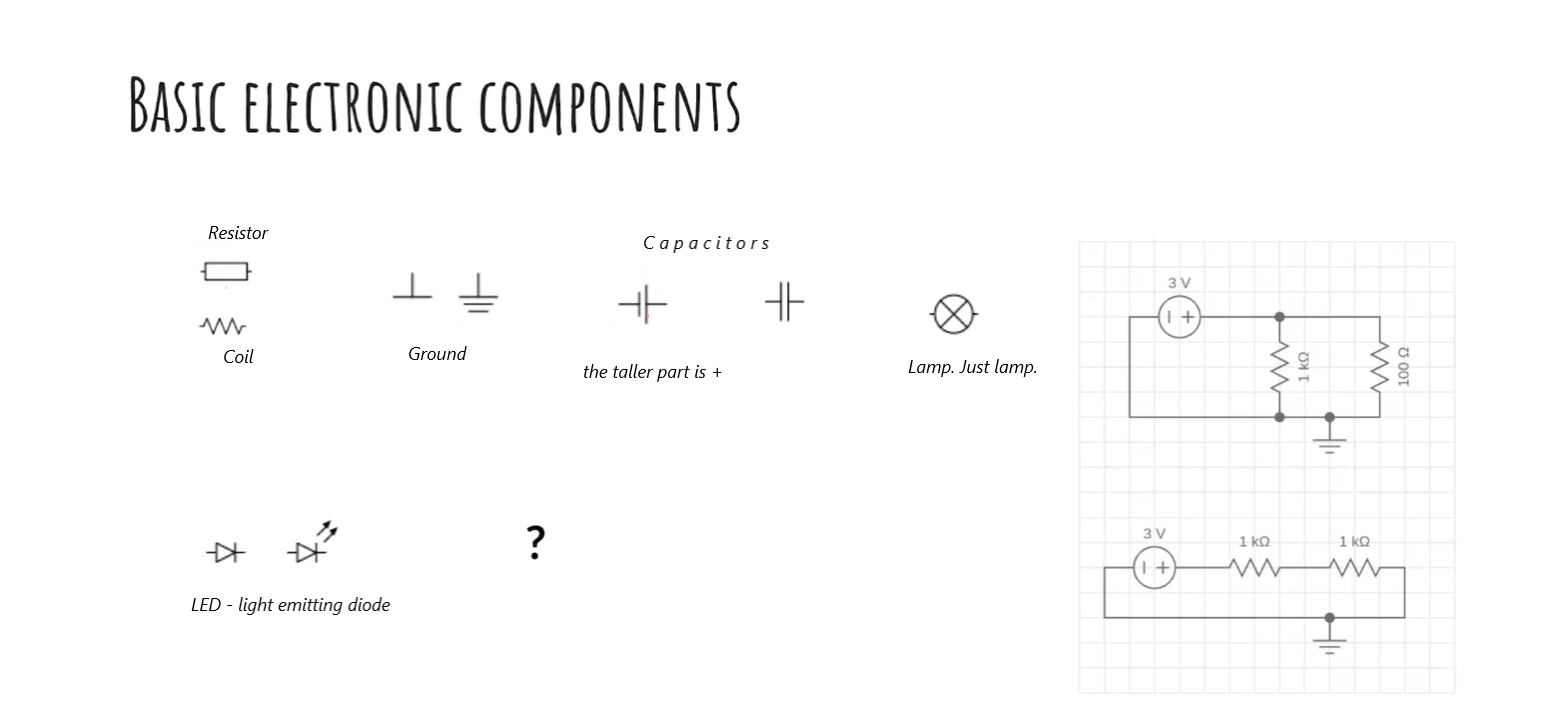 BASIC ELECTRONIC COMPONENTS
Resistor
Coil
Ground
Capacitors
the taller part is +
Lamp. Just lamp.
LED - light emitting diode
?
3 V
1 kΩ
100 Ω
3 V
1 kΩ
1 kΩ